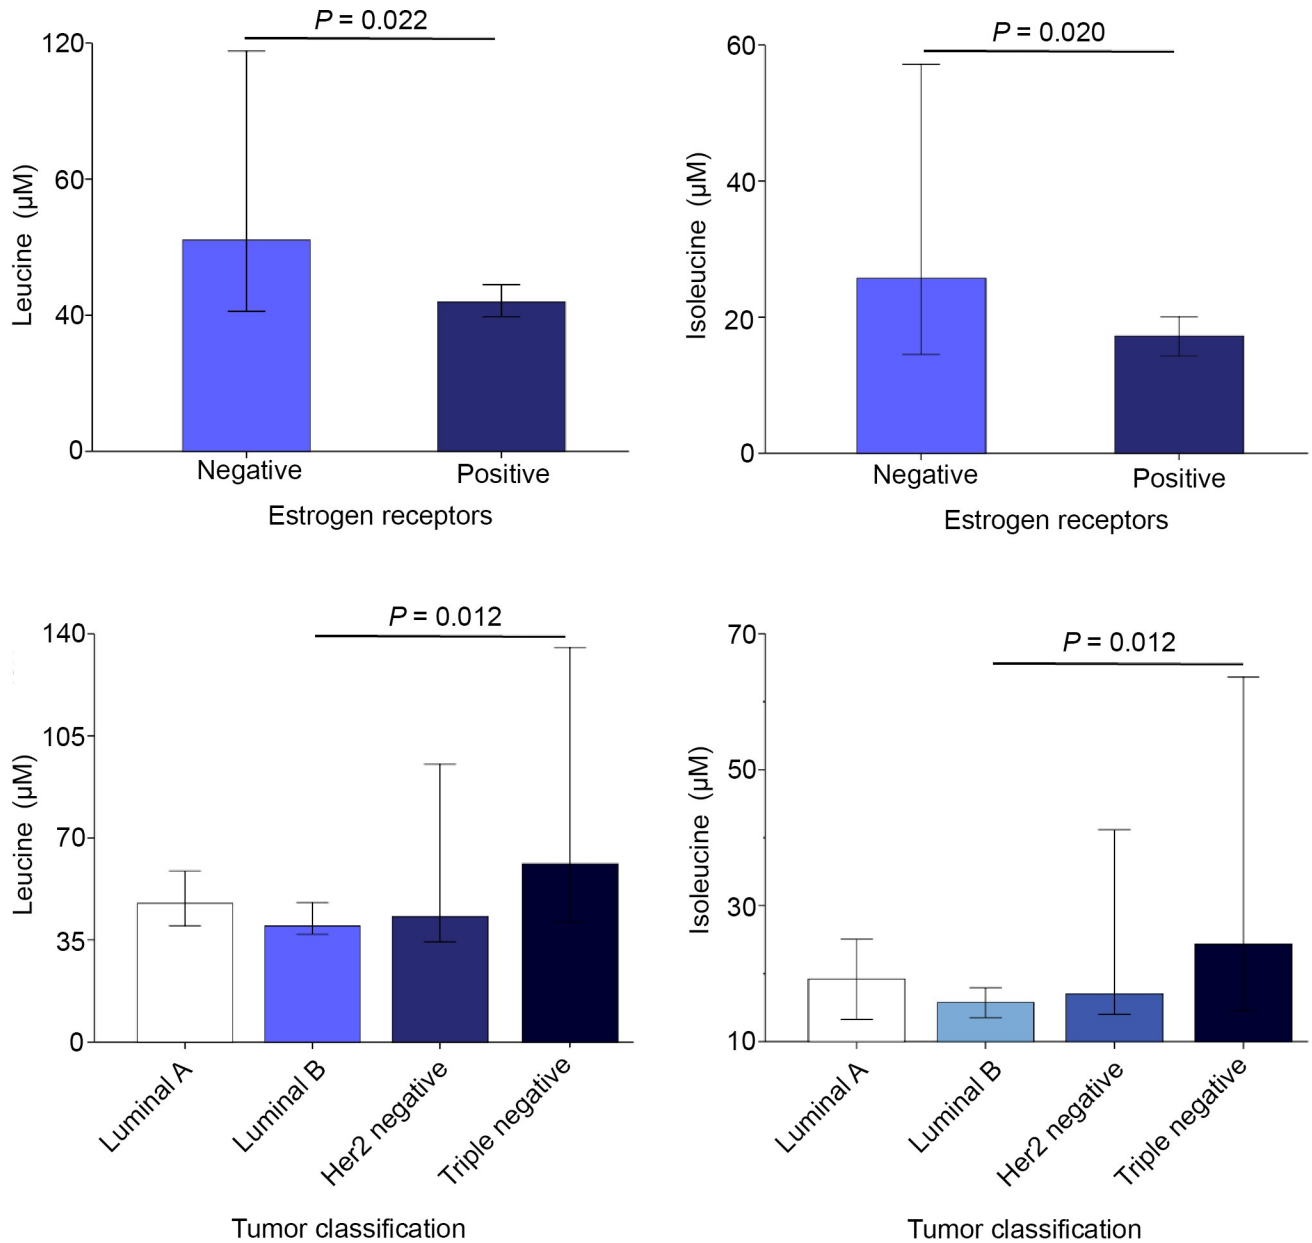 P = 0.022
120
60
40
0
Leucine (µM)
Negative
Positive
Estrogen receptors
P = 0.020
60
40
20
0
Isoleucine (µM)
Negative
Positive
Estrogen receptors
P = 0.012
140
105
70
35
0
Leucine (µM)
Luminal A
Luminal B
Her2 negative
Triple negative
Tumor classification
P = 0.012
70
50
30
10
Isoleucine (µM)
Luminal A
Luminal B
Her2 negative
Triple negative
Tumor classification